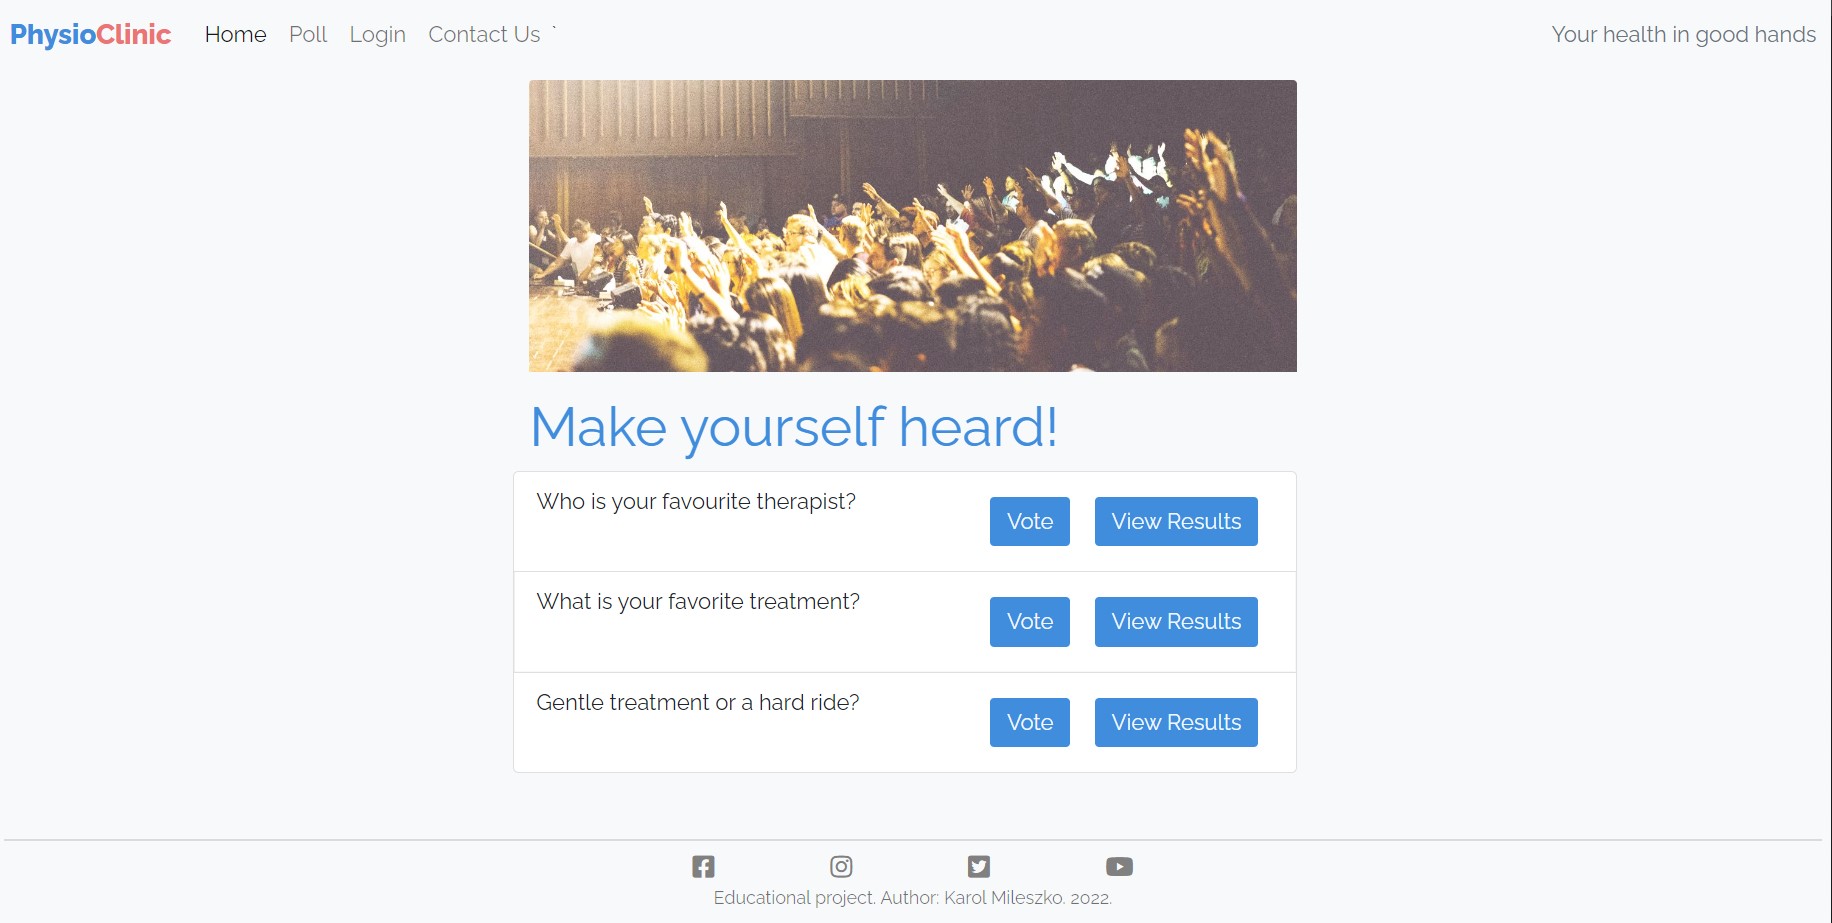 PhysioClinic Home Poll Login Contact Us ` Your health in good hands
Make yourself heard!
Who is your favourite therapist? Vote View Results
What is your favorite treatment? Vote View Results
Gentle treatment or a hard ride? Vote View Results
Educational project. Author: Karol Mileszko. 2022.